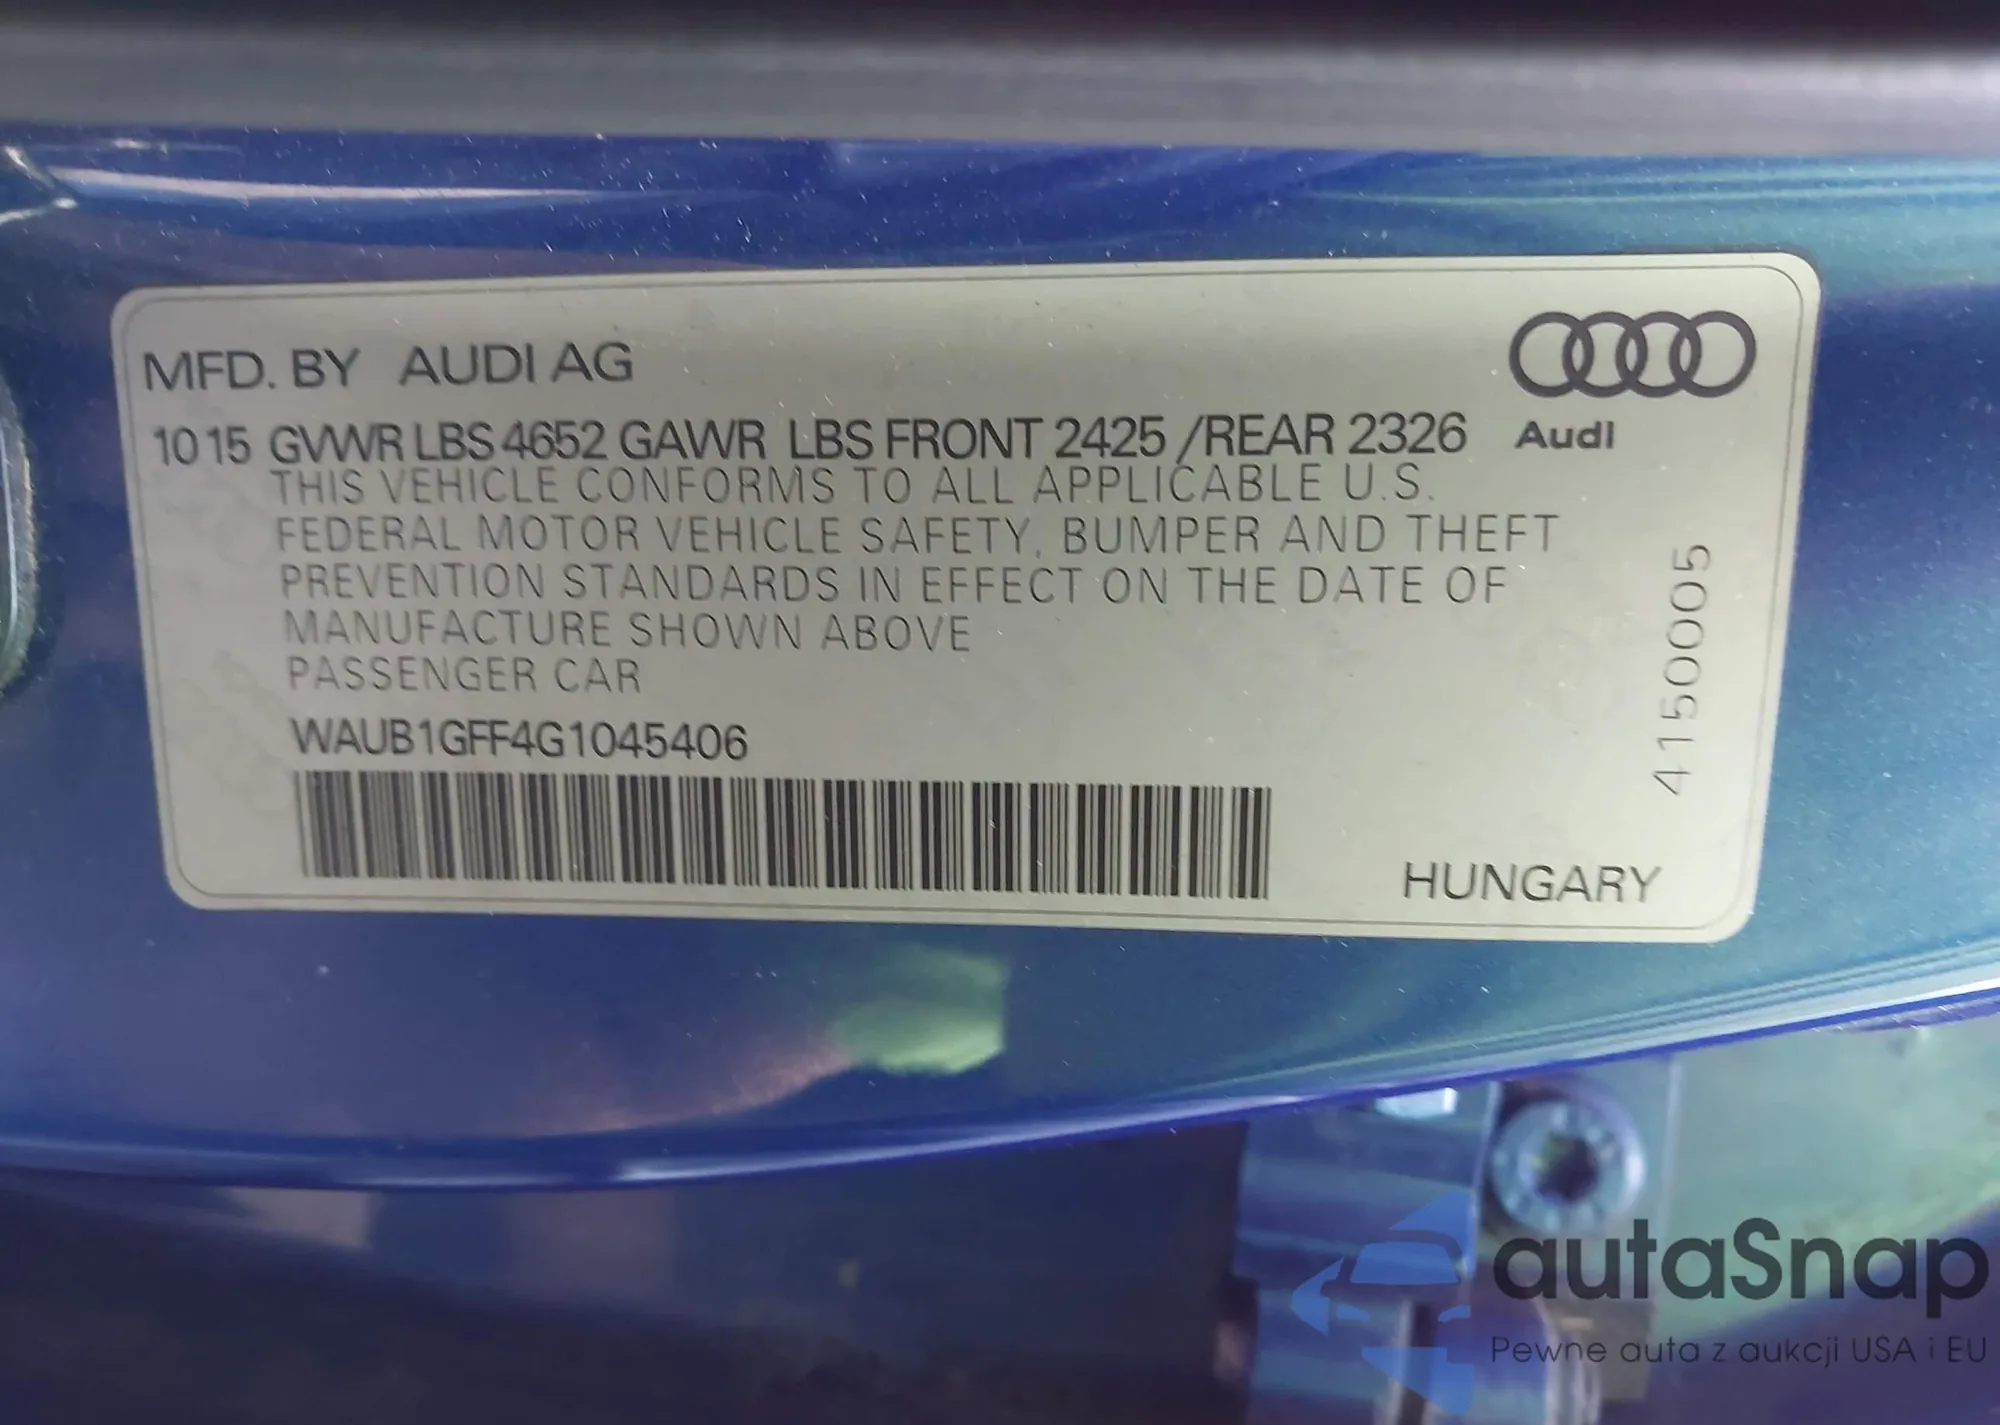 MFD. BY AUDI AG
1015 GVWR LBS 4652 GAWR LBS FRONT 2425 /REAR 2326
Audi
THIS VEHICLE CONFORMS TO ALL APPLICABLE U.S.
FEDERAL MOTOR VEHICLE SAFETY, BUMPER AND THEFT
PREVENTION STANDARDS IN EFFECT ON THE DATE OF
MANUFACTURE SHOWN ABOVE
PASSENGER CAR
WAUB1GFF4G1045406
4150005
HUNGARY
autaSnap
Pewne auta z aukcji USA i EU